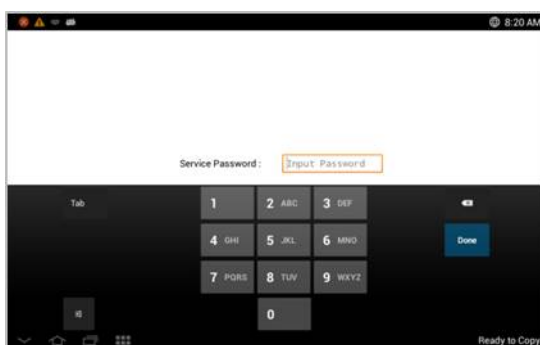 8:20 AM
Service Password :
Input Password
Tab
1
2 ABC
3 DEF
4 GHI
5 JKL
6 MNO
Done
7 PQRS
8 TUV
9 WXYZ
0
Ready to Copy